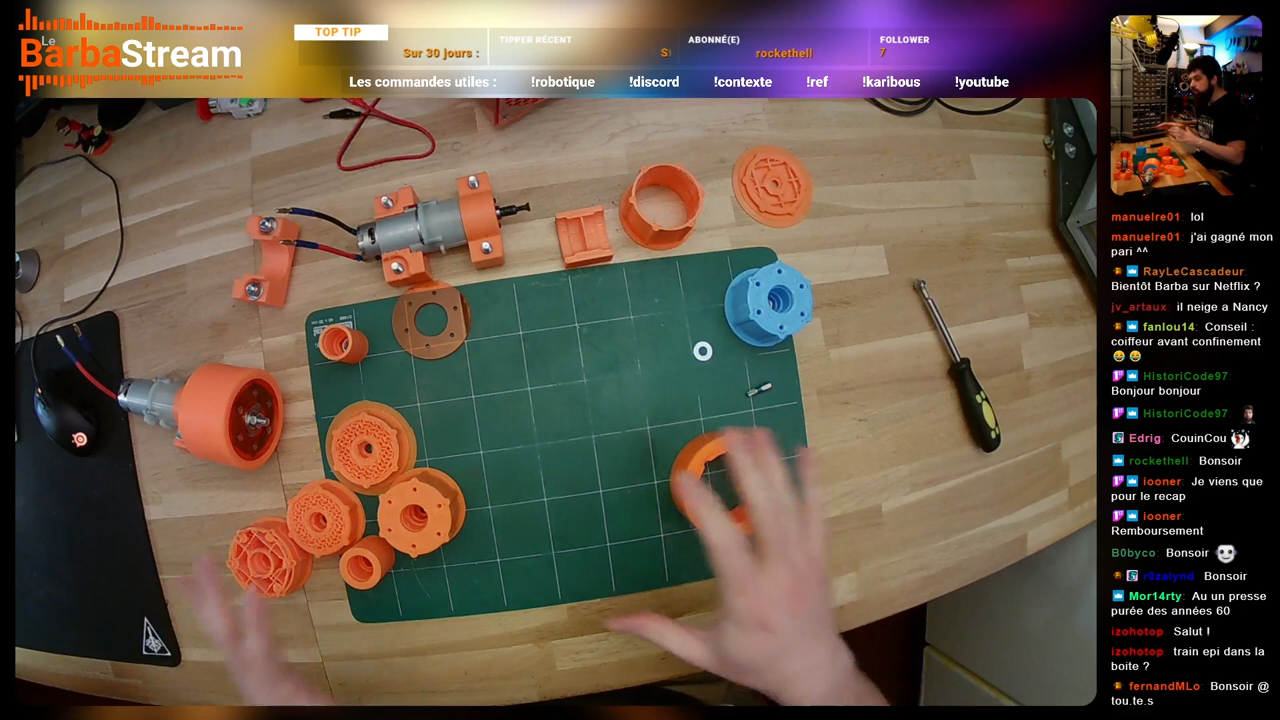 Le
BarbaStream
TOP TIP
Sur 30 jours :
TIPPER RÉCENT
S
ABONNÉ(E)
rockethell
FOLLOWER
7
Les commandes utiles : !robotique !discord !contexte !ref !karibous !youtube
manuelre01: lol
manuelre01: j'ai gagné mon
pari ^^
RayLeCascadeur:
Bientôt Barba sur Netflix ?
jv_artaux: il neige a Nancy
fanlou14: Conseil :
coiffeur avant confinement
HistoriCode97:
Bonjour bonjour
HistoriCode97:
Edrig: CouinCou
rockethell: Bonsoir
iooner: Je viens que
pour le recap
iooner:
Remboursement
B0byco: Bonsoir
r0zalynd: Bonsoir
Mor14rty: Au un presse
purée des années 60
izohotop: Salut !
izohotop: train epi dans la
boite ?
fernandMLo: Bonsoir @
tou.te.s